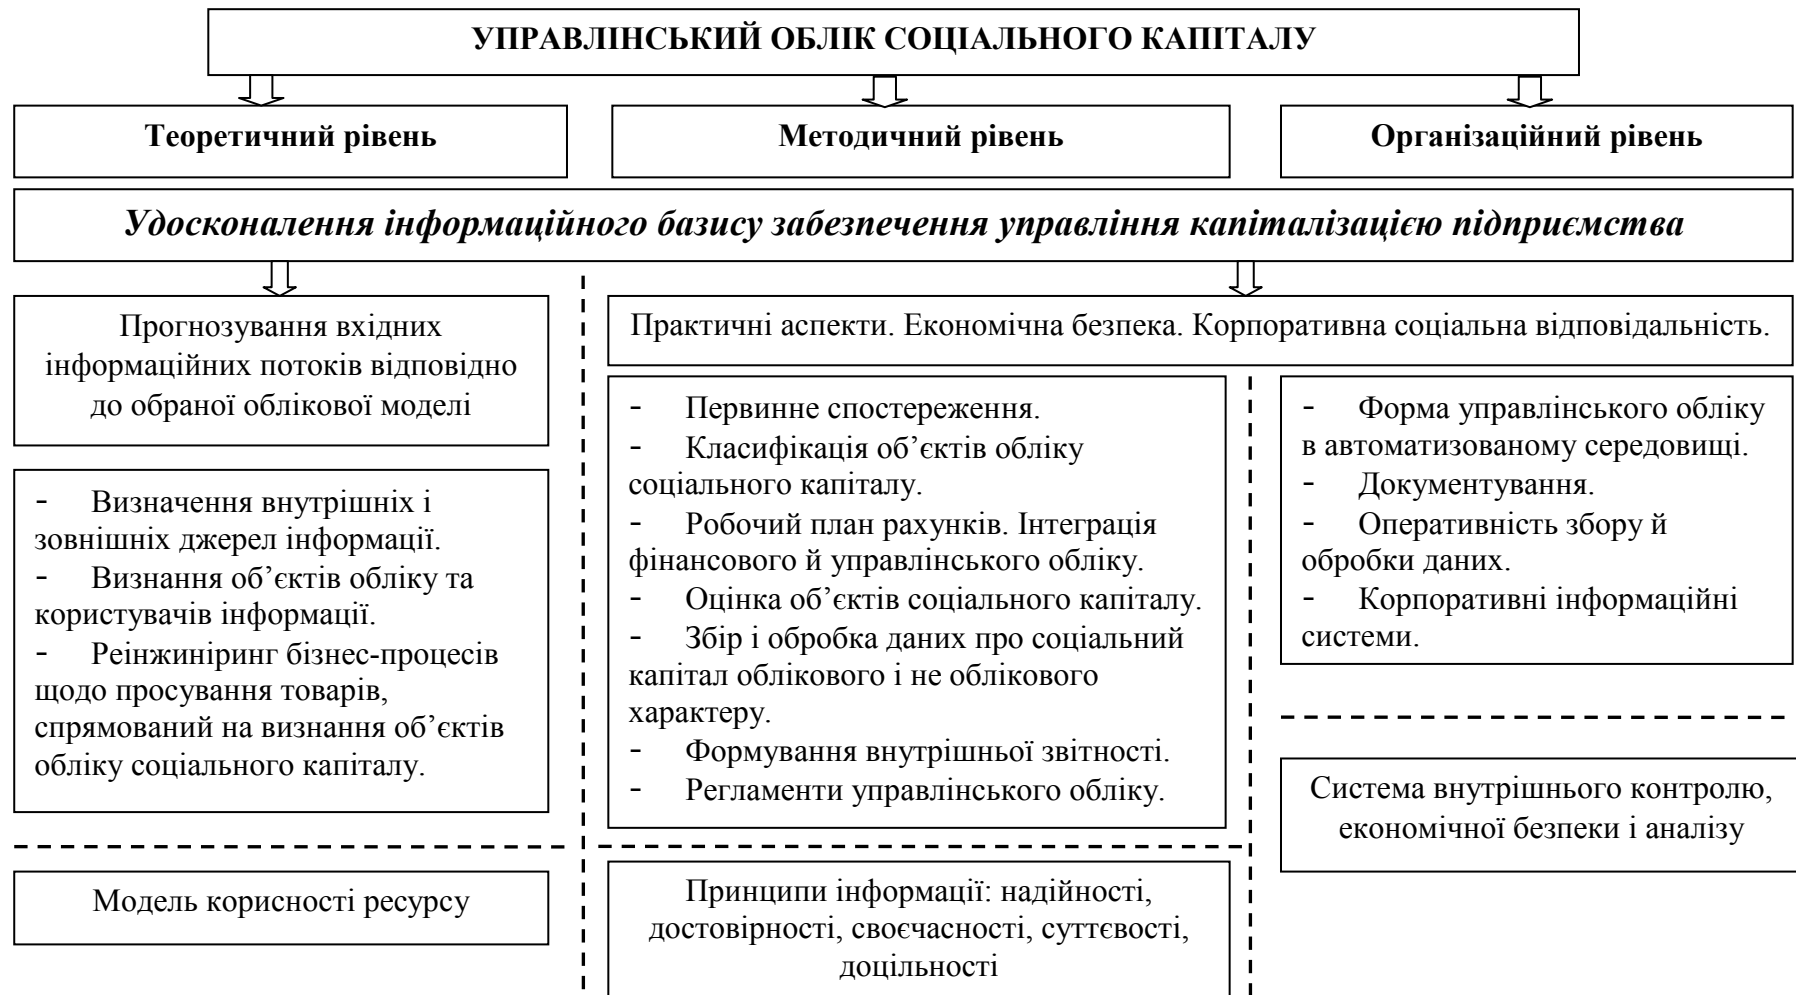 УПРАВЛІНСЬКИЙ ОБЛІК СОЦІАЛЬНОГО КАПІТАЛУ
Теоретичний рівень
Методичний рівень
Організаційний рівень
Удосконалення інформаційного базису забезпечення управління капіталізацією підприємства
Прогнозування вхідних
інформаційних потоків відповідно
до обраної облікової моделі
- Визначення внутрішніх і
зовнішніх джерел інформації.
- Визнання об’єктів обліку та
користувачів інформації.
- Реінжиніринг бізнес-процесів
щодо просування товарів,
спрямований на визнання об’єктів
обліку соціального капіталу.
Модель корисності ресурсу
Практичні аспекти. Економічна безпека. Корпоративна соціальна відповідальність.
- Первинне спостереження.
- Класифікація об’єктів обліку
соціального капіталу.
- Робочий план рахунків. Інтеграція
фінансового й управлінського обліку.
- Оцінка об’єктів соціального капіталу.
- Збір і обробка даних про соціальний
капітал облікового і не облікового
характеру.
- Формування внутрішньої звітності.
- Регламенти управлінського обліку.
Принципи інформації: надійності,
достовірності, своєчасності, суттєвості,
доцільності
- Форма управлінського обліку
в автоматизованому середовищі.
- Документування.
- Оперативність збору й
обробки даних.
- Корпоративні інформаційні
системи.
Система внутрішнього контролю,
економічної безпеки і аналізу